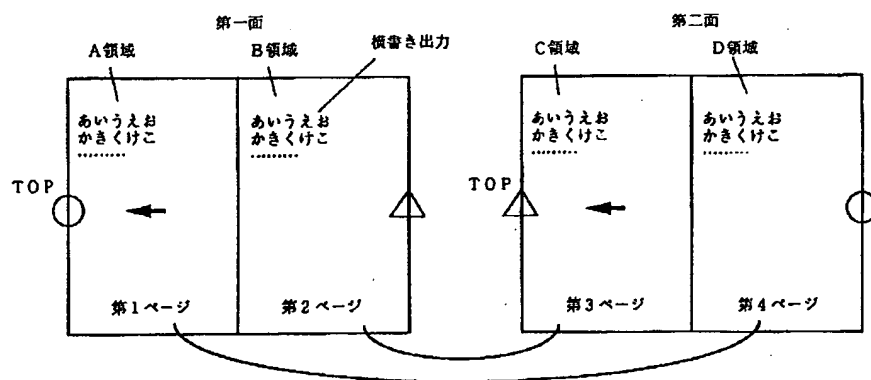 第一面
第二面
A領域
B領域
横書き出力
C領域
D領域
あいうえお
かきくけこ
………
あいうえお
かきくけこ
………
あいうえお
かきくけこ
………
あいうえお
かきくけこ
………
TOP
TOP
第1ページ
第2ページ
第3ページ
第4ページ